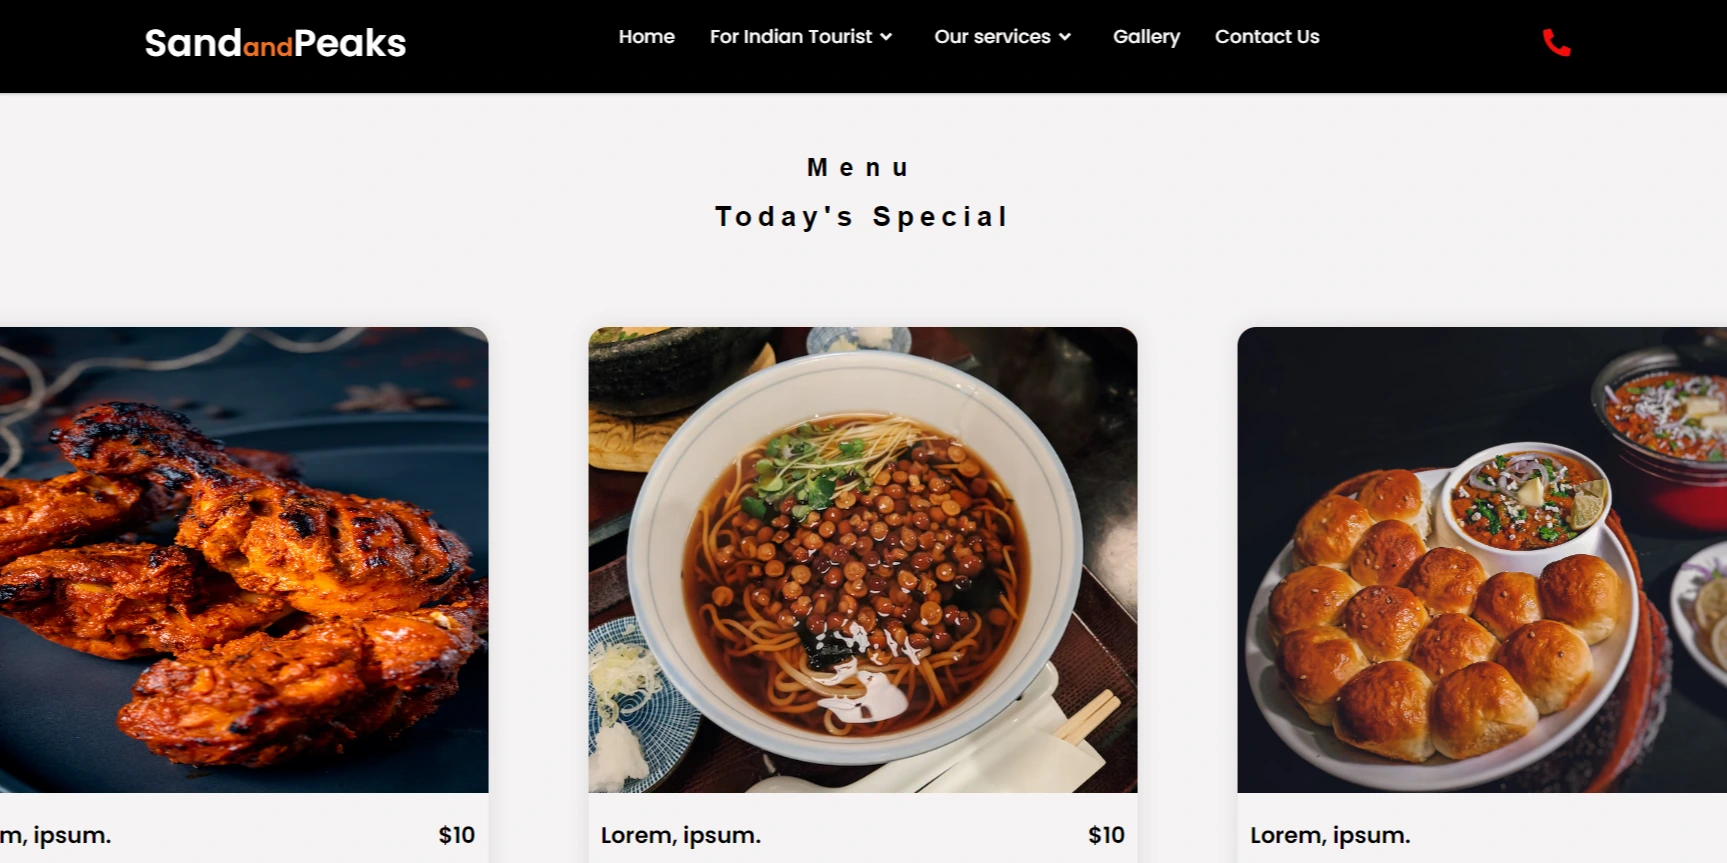 SandandPeaks
Home For Indian Tourist Our services Gallery Contact Us
Menu
Today's Special
m, ipsum. $10
Lorem, ipsum. $10
Lorem, ipsum.